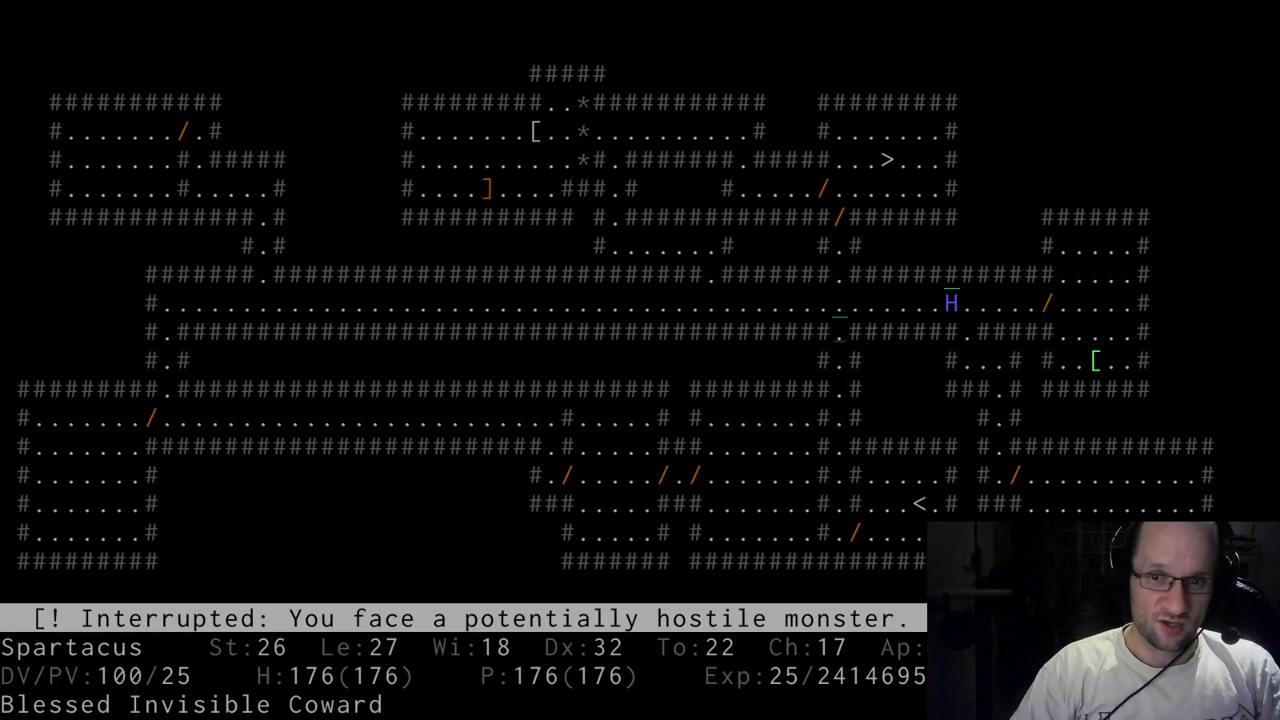 [! Interrupted: You face a potentially hostile monster.
Spartacus St:26 Le:27 Wi:18 Dx:32 To:22 Ch:17 Ap:
DV/PV:100/25 H:176(176) P:176(176) Exp:25/2414695
Blessed Invisible Coward